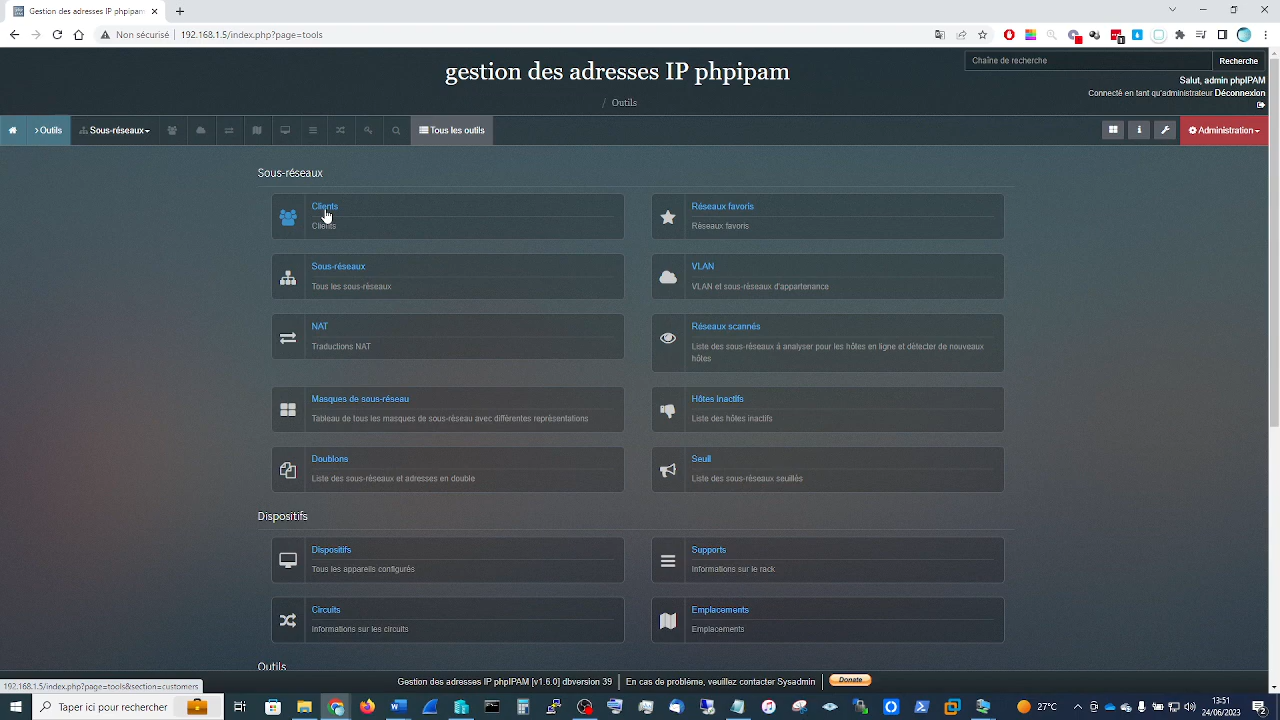 Gestion des adresses IP phpipam
Non sécurisé
192.168.1.5/index.php?page=tools
gestion des adresses IP phpipam
Chaîne de recherche
Recherche
Salut, admin phpIPAM
Connecté en tant qu'administrateur Déconnexion
/ Outils
Outils
Sous-réseaux
Tous les outils
Administration
Sous-réseaux
Clients
Clients
Réseaux favoris
Réseaux favoris
Sous-réseaux
Tous les sous-réseaux
VLAN
VLAN et sous-réseaux d'appartenance
NAT
Traductions NAT
Réseaux scannés
Liste des sous-réseaux à analyser pour les hôtes en ligne et détecter de nouveaux
hôtes
Masques de sous-réseau
Tableau de tous les masques de sous-réseau avec différentes représentations
Hôtes inactifs
Liste des hôtes inactifs
Doublons
Liste des sous-réseaux et adresses en double
Seuil
Liste des sous-réseaux seuillés
Dispositifs
Dispositifs
Tous les appareils configurés
Supports
Informations sur le rack
Circuits
Informations sur les circuits
Emplacements
Emplacements
Outils
192.168.1.5/index.php?page=tools&section=customers
Gestion des adresses IP phpIPAM [v1.6.0] dbversion 39
En cas de problème, veuillez contacter Sysadmin
Donate
Taper ici pour rechercher
27°C
13:51
24/06/2023